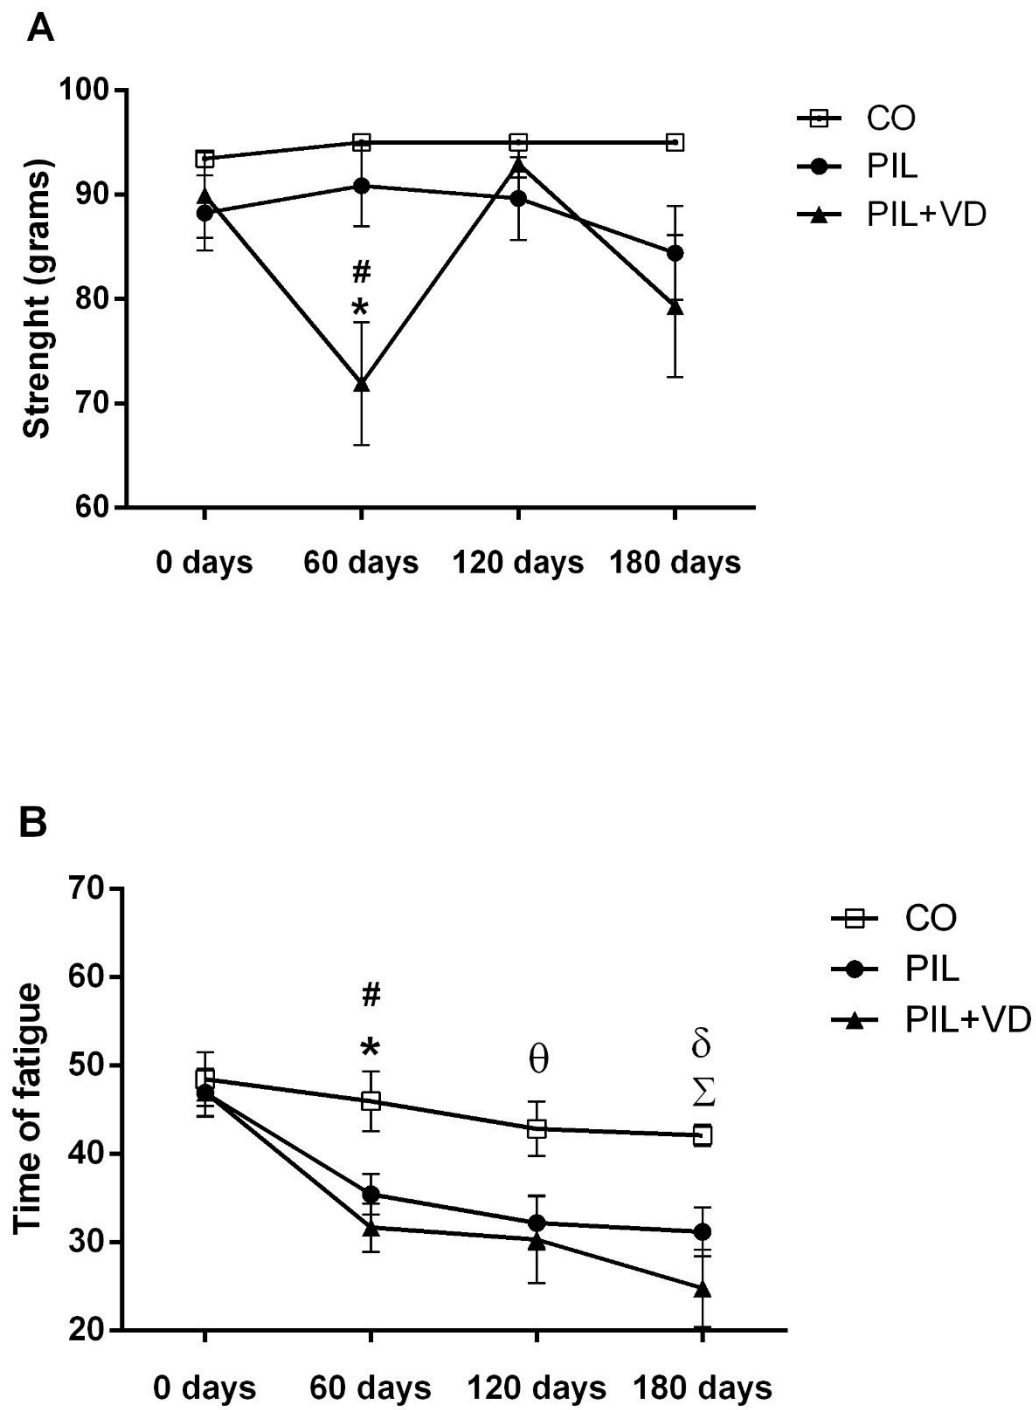 A
100
90
80
70
60
Strenght (grams)
#
*
0 days 60 days 120 days 180 days
CO
PIL
PIL+VD
B
70
60
50
40
30
20
Time of fatigue
#
*
θ
δ
Σ
0 days 60 days 120 days 180 days
CO
PIL
PIL+VD